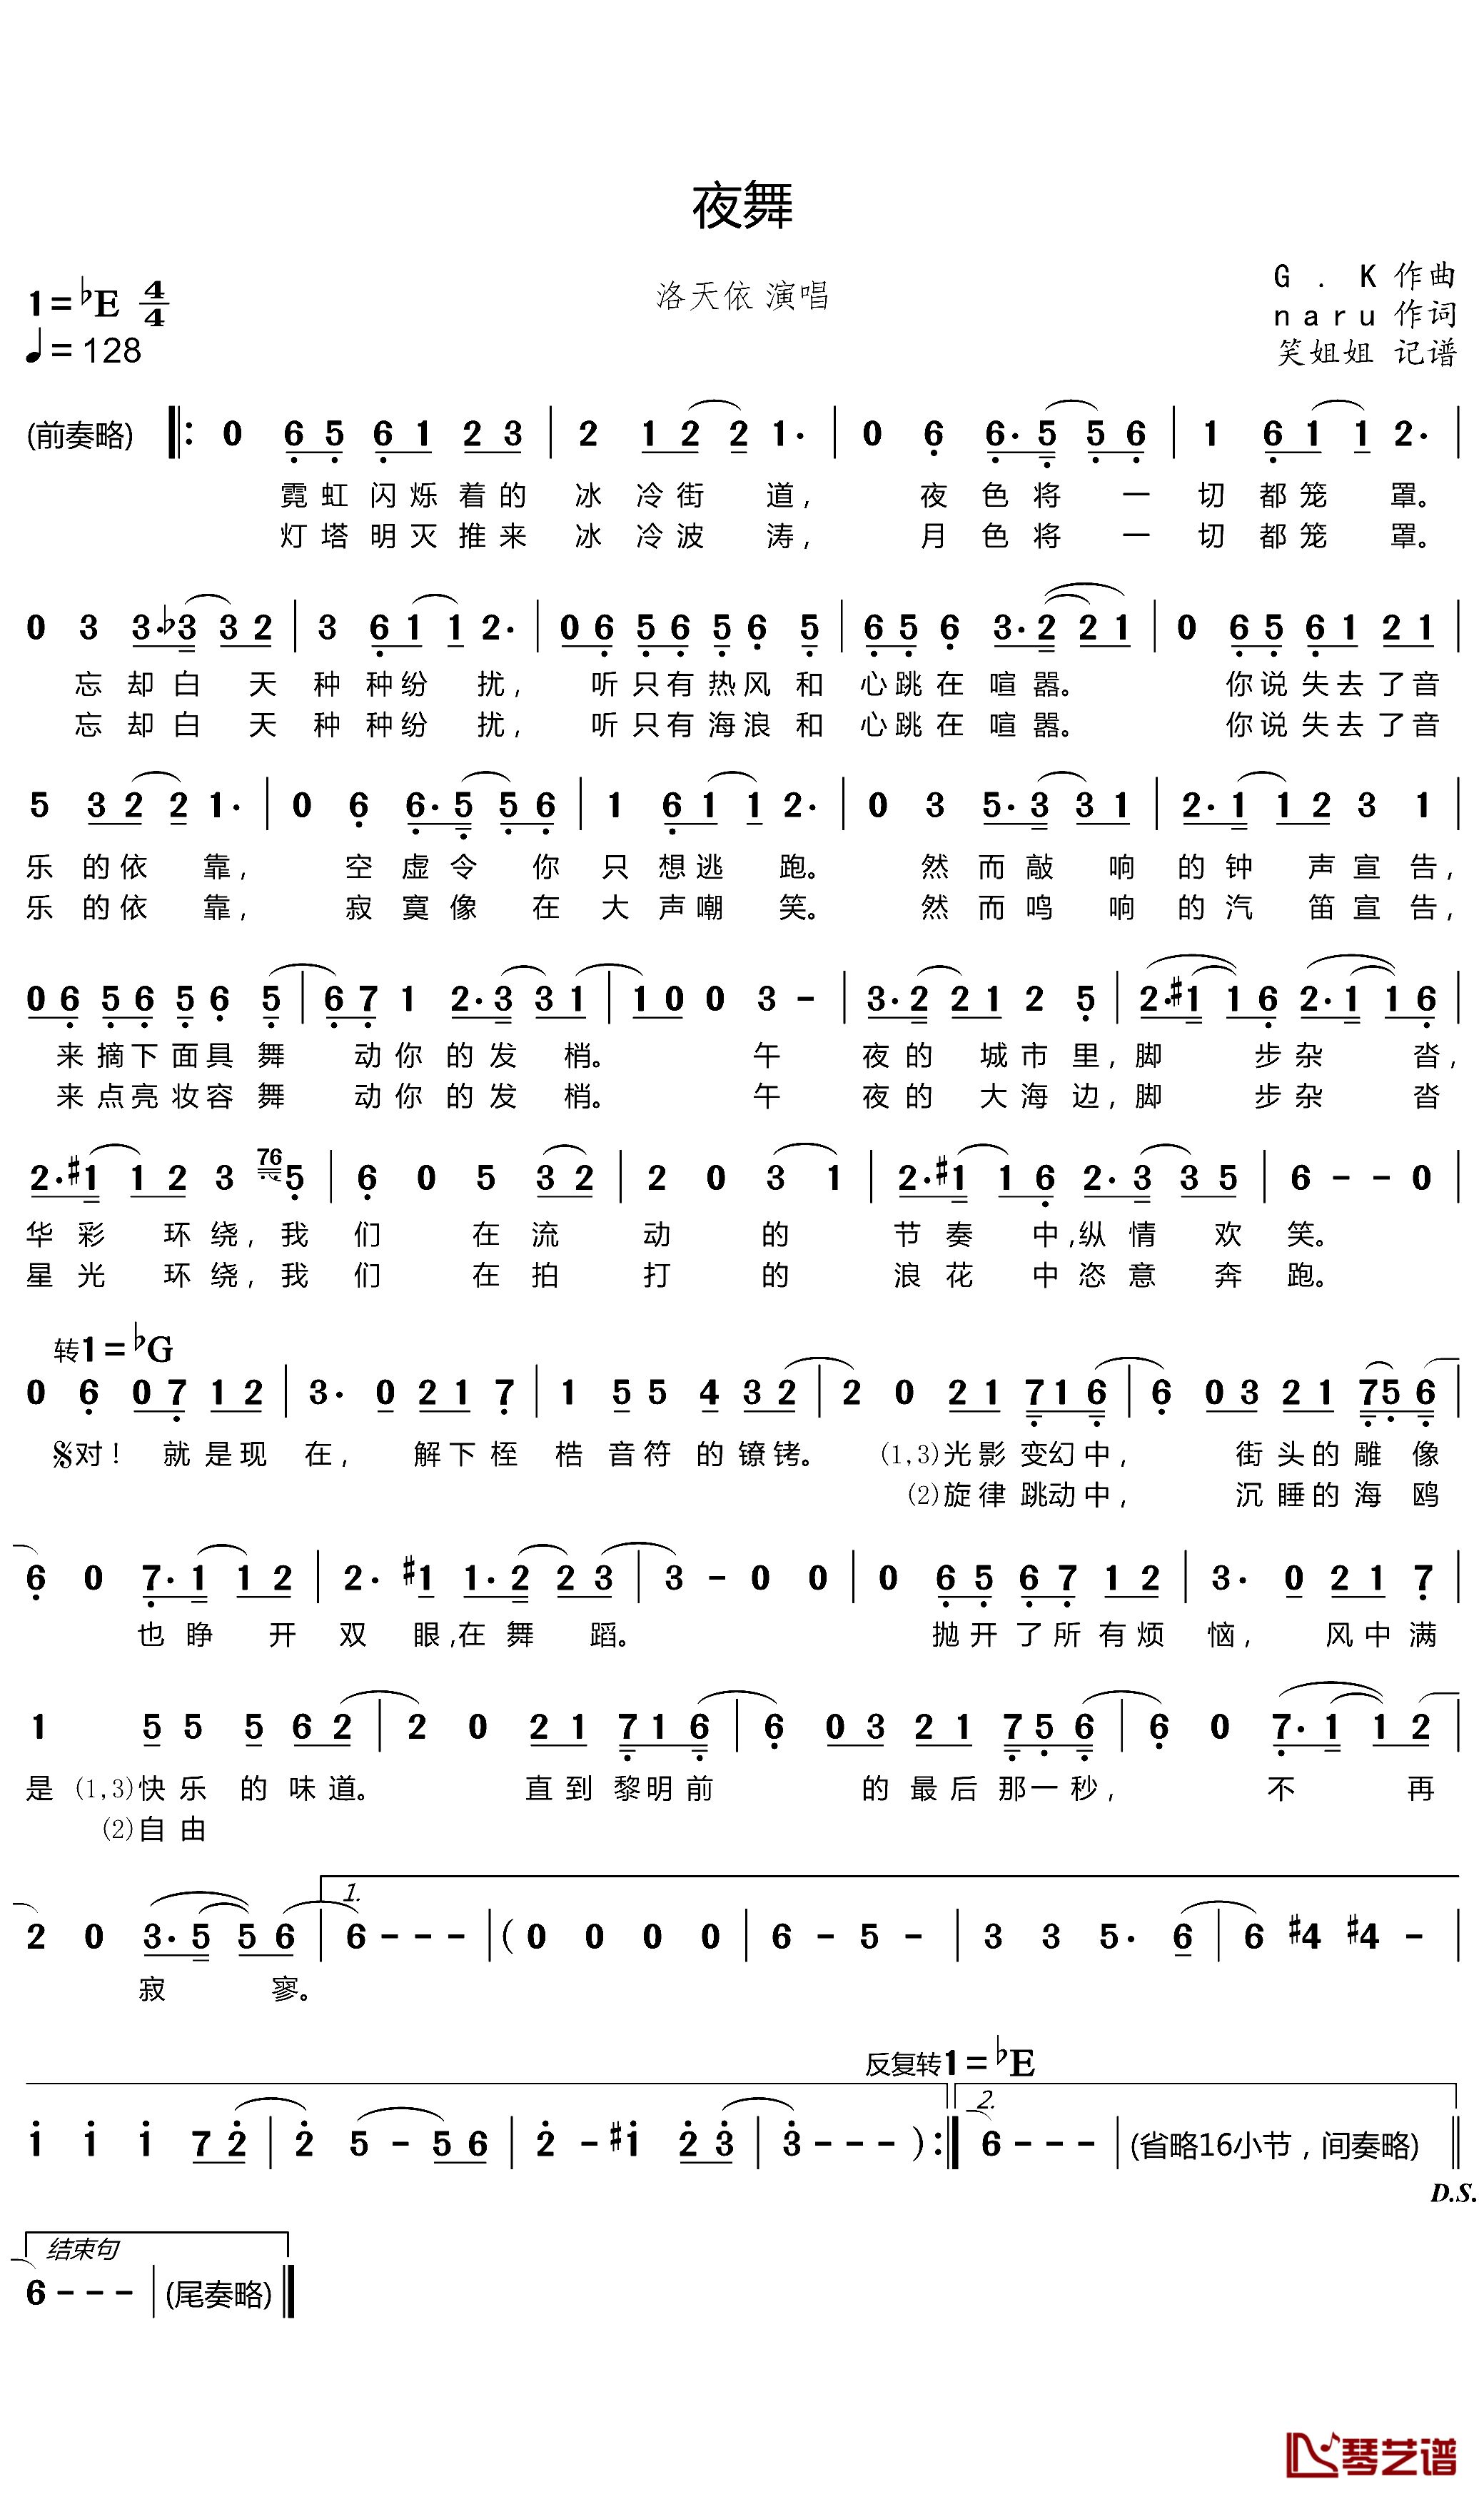 夜舞
1=♭E 4/4
♩=128
洛天依 演唱
G.K 作曲
naru 作词
笑姐姐 记谱
(前奏略) ‖: 0 6 5 6 1 2 3 | 2 1 2 2 1. | 0 6 6. 5 5 6 | 1 6 1 1 2. |
霓虹闪烁着的 冰冷街道, 夜色将一切都笼罩。
灯塔明灭推来 冰冷波涛, 月色将一切都笼罩。
0 3 3. ♭3 3 2 | 3 6 1 1 2. | 0 6 5 6 5 6 5 | 6 5 6 3. 2 2 1 | 0 6 5 6 1 2 1 |
忘却白天种种纷扰, 听只有热风和心跳在喧嚣。 你说失去了音
忘却白天种种纷扰, 听只有海浪和心跳在喧嚣。 你说失去了音
5 3 2 2 1. | 0 6 6. 5 5 6 | 1 6 1 1 2. | 0 3 5. 3 3 1 | 2. 1 1 2 3 1 |
乐的依靠, 空虚令你只想逃跑。 然而敲响的钟声宣告,
乐的依靠, 寂寞像在大声嘲笑。 然而鸣响的汽笛宣告,
0 6 5 6 5 6 5 | 6 7 1 2. 3 3 1 | 1 0 0 3 - | 3. 2 2 1 2 5 | 2. ♯1 1 6 2. 1 1 6 |
来摘下面具舞动你的发梢。 午夜的城市里,脚步杂沓,
来点亮妆容舞动你的发梢。 午夜的大海边,脚步杂沓
2. ♯1 1 2 3 76 5 | 6 0 5 3 2 | 2 0 3 1 | 2. ♯1 1 6 2. 3 3 5 | 6 - - 0 |
华彩环绕,我们在流动的节奏中,纵情欢笑。
星光环绕,我们在拍打的浪花中恣意奔跑。
转1=♭G
0 6 0 7 1 2 | 3. 0 2 1 7 | 1 5 5 4 3 2 | 2 0 2 1 7 1 6 | 6 0 3 2 1 7 5 6 |
𝄋对! 就是现在, 解下桎梏音符的镣铐。 (1,3)光影变幻中, 街头的雕像
(2)旋律跳动中, 沉睡的海鸥
6 0 7. 1 1 2 | 2. ♯1 1. 2 2 3 | 3 - 0 0 | 0 6 5 6 7 1 2 | 3. 0 2 1 7 |
也睁开双眼,在舞蹈。 抛开了所有烦恼, 风中满
1 5 5 5 6 2 | 2 0 2 1 7 1 6 | 6 0 3 2 1 7 5 6 | 6 0 7. 1 1 2 |
是(1,3)快乐的味道。 直到黎明前的最后那一秒, 不再
(2)自由
1.
2 0 3. 5 5 6 | 6 - - - | (0 0 0 0 | 6 - 5 - | 3 3 5. 6 | 6 ♯4 ♯4 - |
寂寥。
反复转1=♭E
2.
1 1 1 7 2 | 2 5 - 5 6 | 2 - ♯1 2 3 | 3 - - - ) :‖ 6 - - - | (省略16小节，间奏略) ‖
D.S.
结束句
6 - - - | (尾奏略) ‖
琴艺谱